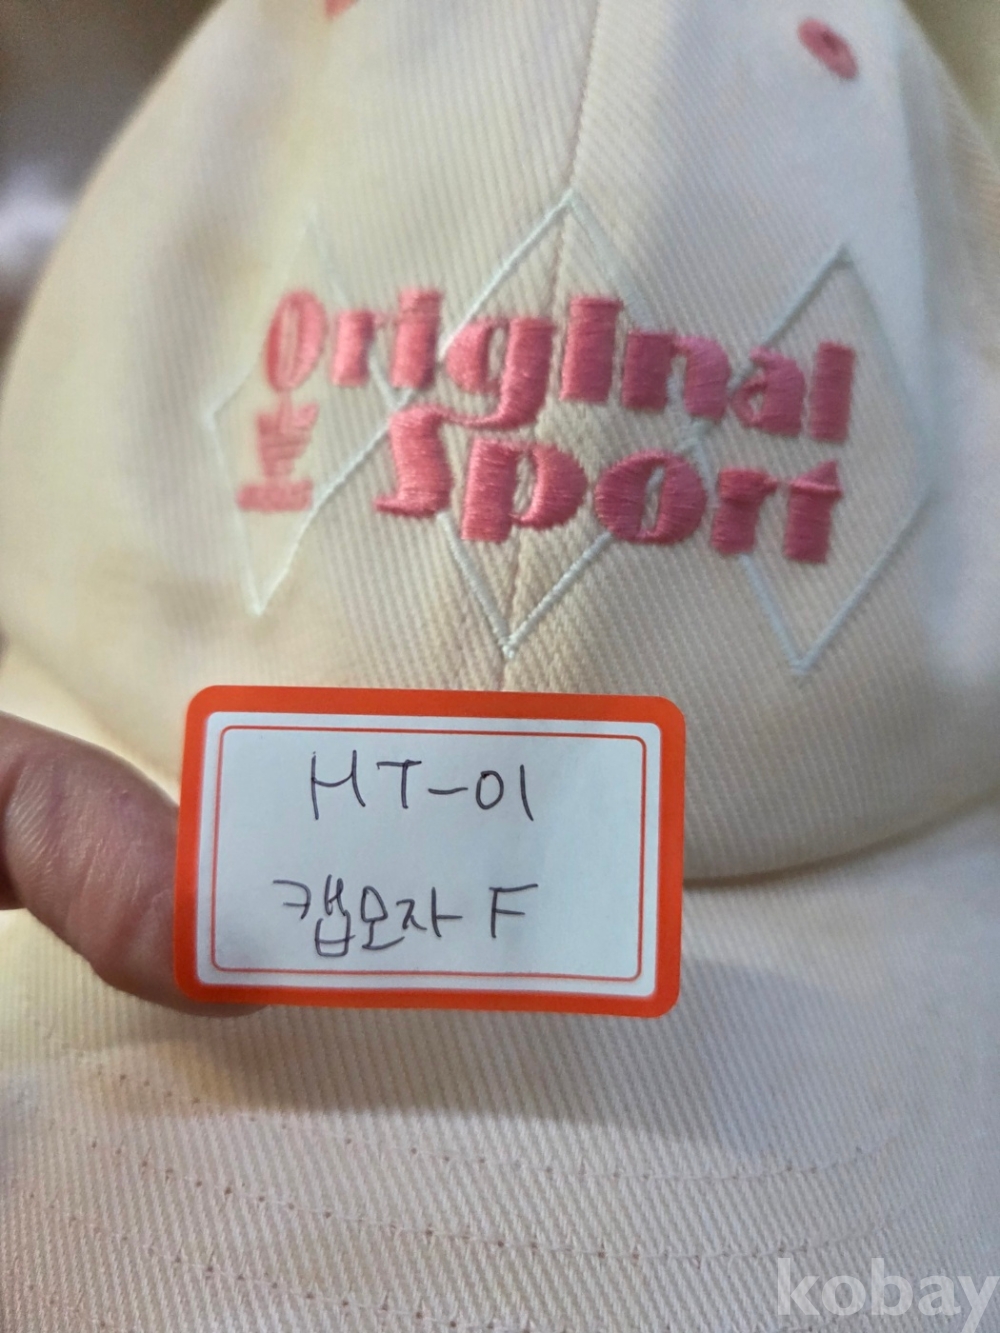 Original
Sport
HT-01
캡모자 F
kobay